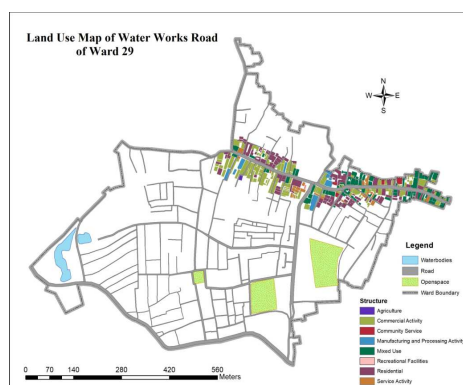 Land Use Map of Water Works Road
of Ward 29
N
W E
S
Legend
Waterbodies
Road
Openspace
Ward Boundary
Structure
Agriculture
Commercial Activity
Community Service
Manufacturing and Processing Activity
Mixed Use
Recreational Facilities
Residential
Service Activity
0 70 140 280 420 560
Meters